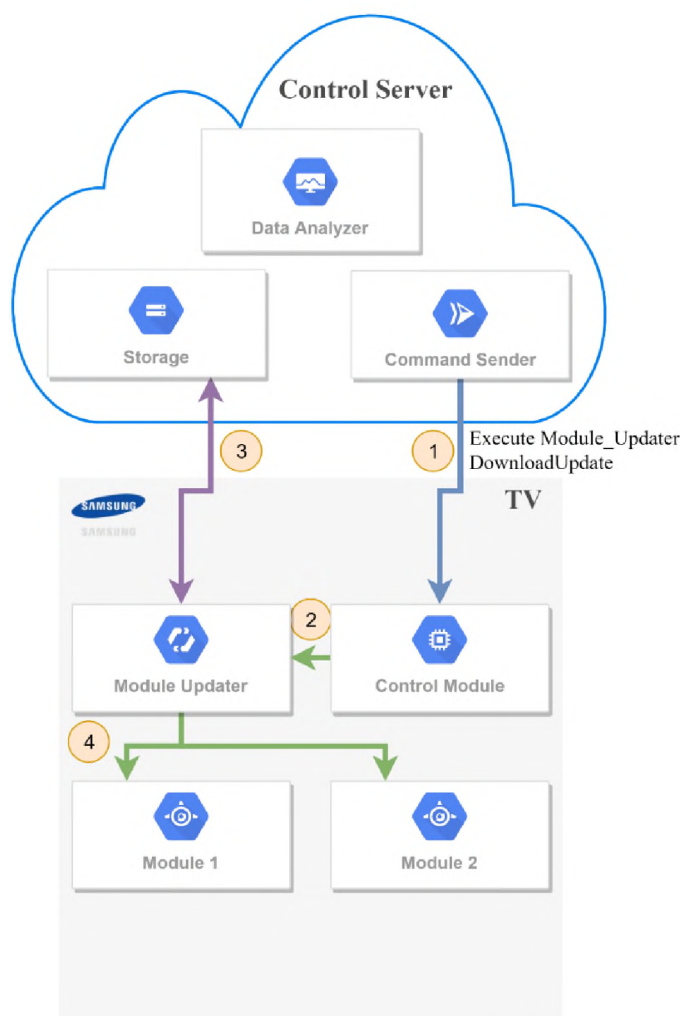 Control Server
Data Analyzer
Storage
Command Sender
3
1
Execute Module_Updater
DownloadUpdate
SAMSUNG
SAMSUNG
TV
2
Module Updater
Control Module
4
Module 1
Module 2